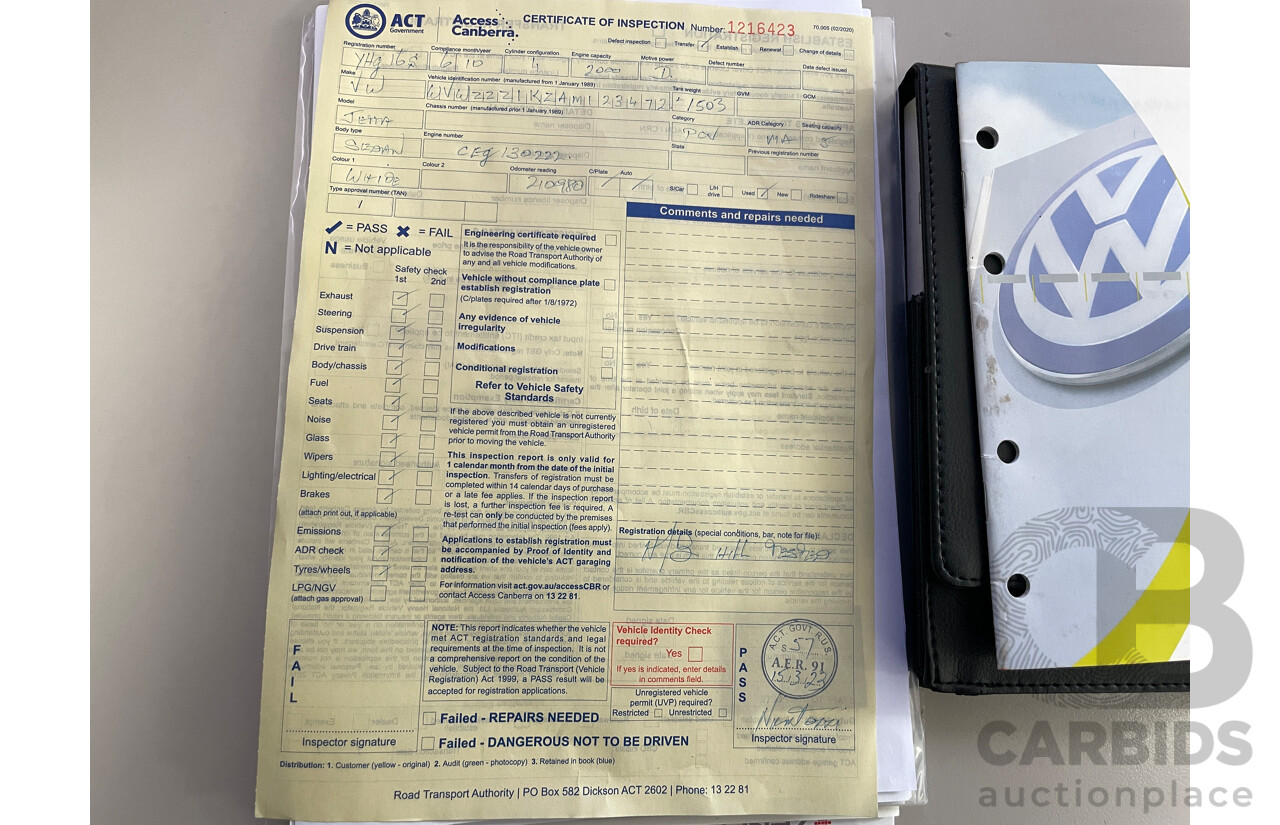 ACT Government
Access Canberra.
CERTIFICATE OF INSPECTION Number: 1216423
70.005 (02/2020)
Defect inspection Transfer Establish Renewal Change of details
Registration number Compliance month/year Cylinder configuration Engine capacity Motive power Defect number Date defect issued
6 10 4 2000 D
Make Vehicle identification number (manufactured from 1 January 1989) Tare weight GVM GCM
VW WVWZZZ1KZAM123472 1503
Model Chassis number (manufactured prior 1 January 1989) Category ADR Category Seating capacity
JETTA MA 5
Body type Engine number State Previous registration number
SEDAN
Colour 1 Colour 2 Odometer reading C/Plate Auto S/Car L/H drive Used New Rideshare
WHITE 210980
Type approval number (TAN)
1
Comments and repairs needed
= PASS = FAIL
N = Not applicable
Safety check
1st 2nd
Exhaust
Steering
Suspension
Drive train
Body/chassis
Fuel
Seats
Noise
Glass
Wipers
Lighting/electrical
Brakes
(attach print out, if applicable)
Emissions
ADR check
Tyres/wheels
LPG/NGV
(attach gas approval)
Engineering certificate required
It is the responsibility of the vehicle owner
to advise the Road Transport Authority of
any and all vehicle modifications.
Vehicle without compliance plate
establish registration
(C/plates required after 1/8/1972)
Any evidence of vehicle
irregularity
Modifications
Conditional registration
Refer to Vehicle Safety
Standards
If the above described vehicle is not currently
registered you must obtain an unregistered
vehicle permit from the Road Transport Authority
prior to moving the vehicle.
This inspection report is only valid for
1 calendar month from the date of the initial
inspection. Transfers of registration must be
completed within 14 calendar days of purchase
or a late fee applies. If the inspection report
is lost, a further inspection fee is required. A
re-test can only be conducted by the premises
that performed the initial inspection (fees apply).
Applications to establish registration must
be accompanied by Proof of Identity and
notification of the vehicle's ACT garaging
address.
For information visit act.gov.au/accessCBR or
contact Access Canberra on 13 22 81.
Registration details (special conditions, bar, note for file):
H/B HILL TESTED
FAIL
Inspector signature
NOTE: This report indicates whether the vehicle
met ACT registration standards and legal
requirements at the time of inspection. It is not
a comprehensive report on the condition of the
vehicle. Subject to the Road Transport (Vehicle
Registration) Act 1999, a PASS result will be
accepted for registration applications.
Failed - REPAIRS NEEDED
Failed - DANGEROUS NOT TO BE DRIVEN
Vehicle Identity Check
required?
Yes
If yes is indicated, enter details
in comments field.
Unregistered vehicle
permit (UVP) required?
Restricted Unrestricted
PASS
A.C.T. GOVT R.U.S.
57
A.E.R. 91
Inspector signature
Distribution: 1. Customer (yellow - original) 2. Audit (green - photocopy) 3. Retained in book (blue)
Road Transport Authority | PO Box 582 Dickson ACT 2602 | Phone: 13 22 81
VW
CARBIDS
auctionplace